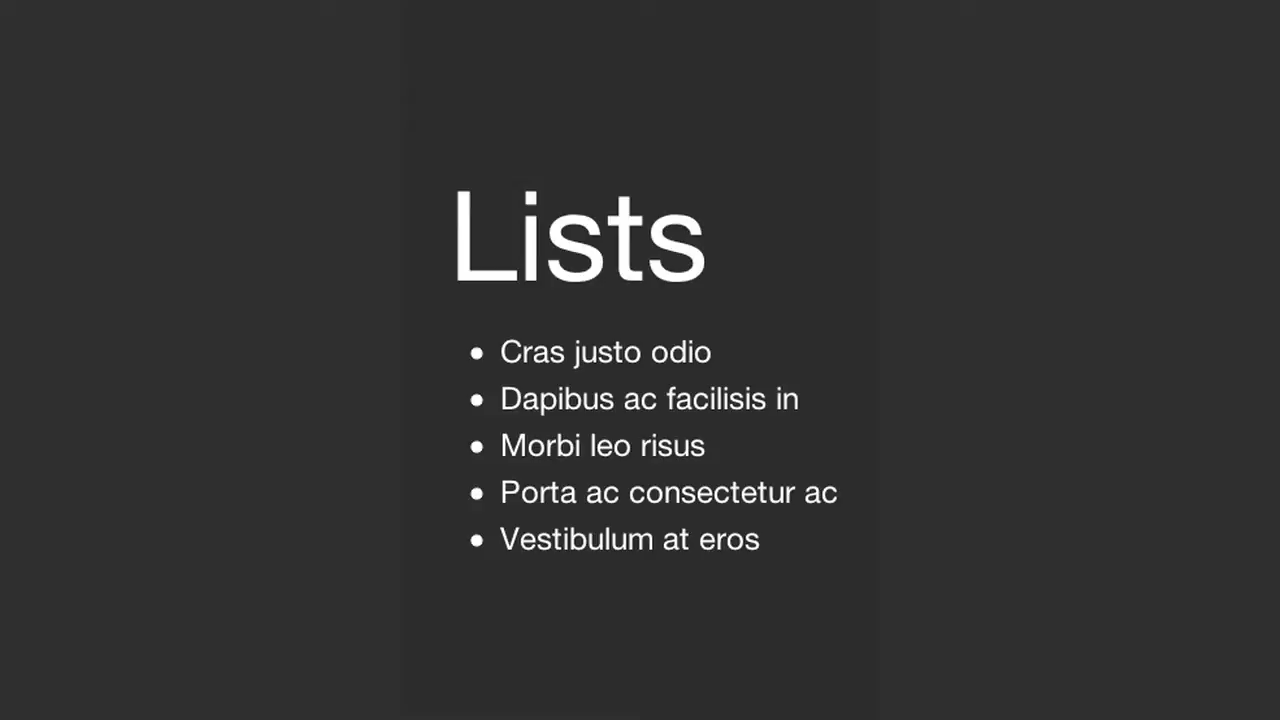 Lists
Cras justo odio
Dapibus ac facilisis in
Morbi leo risus
Porta ac consectetur ac
Vestibulum at eros